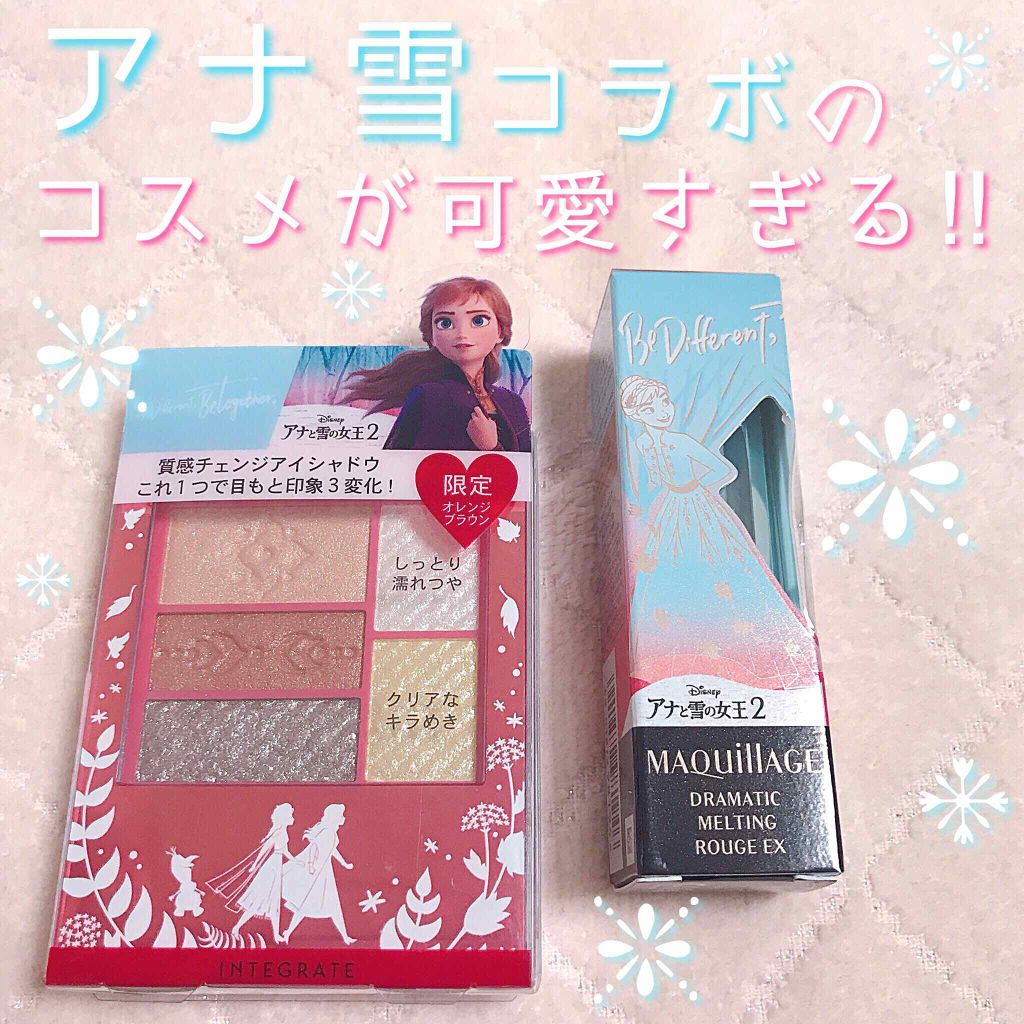 アナ雪コラボの
コスメが可愛すぎる!!
Different, Be together,
Disney
アナと雪の女王2
質感チェンジアイシャドウ
これ1つで目もと印象3変化!
限定
オレンジ
ブラウン
しっとり
濡れつや
クリアな
キラめき
INTEGRATE
Be Different,
Disney
アナと雪の女王2
MAQuillAGE
DRAMATIC
MELTING
ROUGE EX